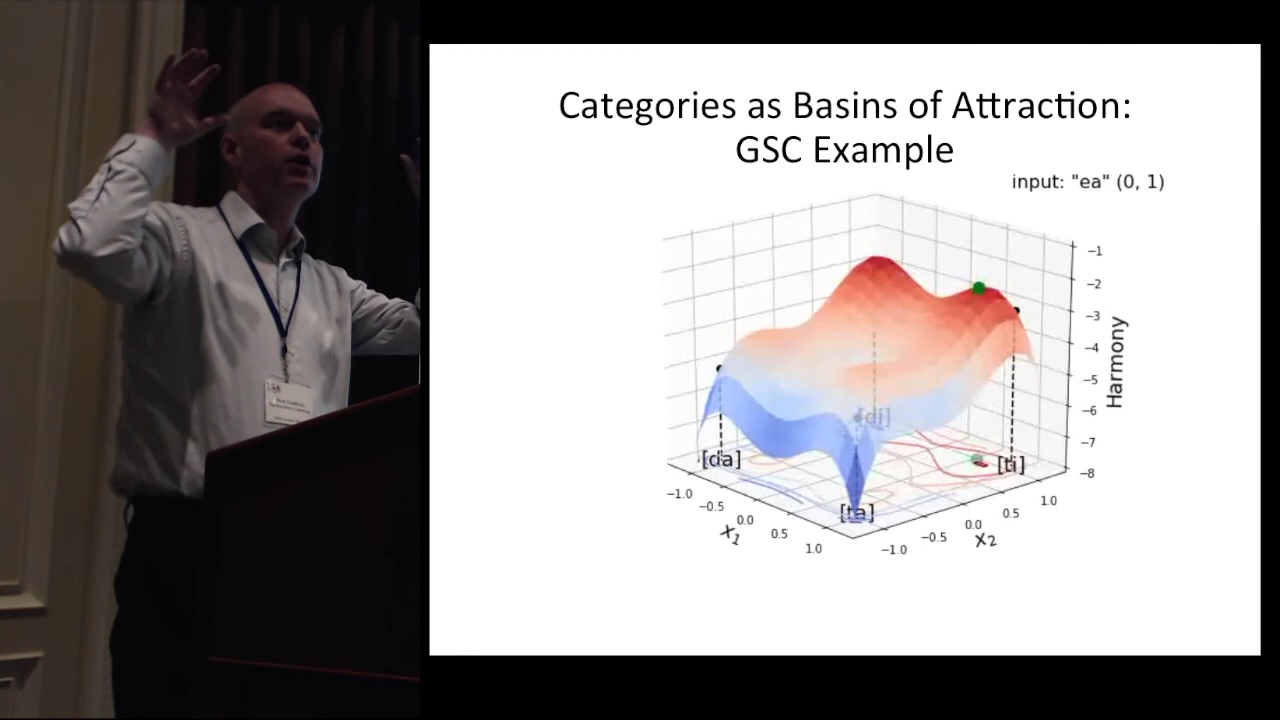 Categories as Basins of Attraction:
GSC Example
input: "ea" (0, 1)
−1
−2
−3
−4
−5
−6
−7
−8
Harmony
[di]
[da]
[ti]
[ta]
−1.0
−0.5
0.0
0.5
1.0
x₁
−1.0
−0.5
0.0
0.5
1.0
x₂
LSA